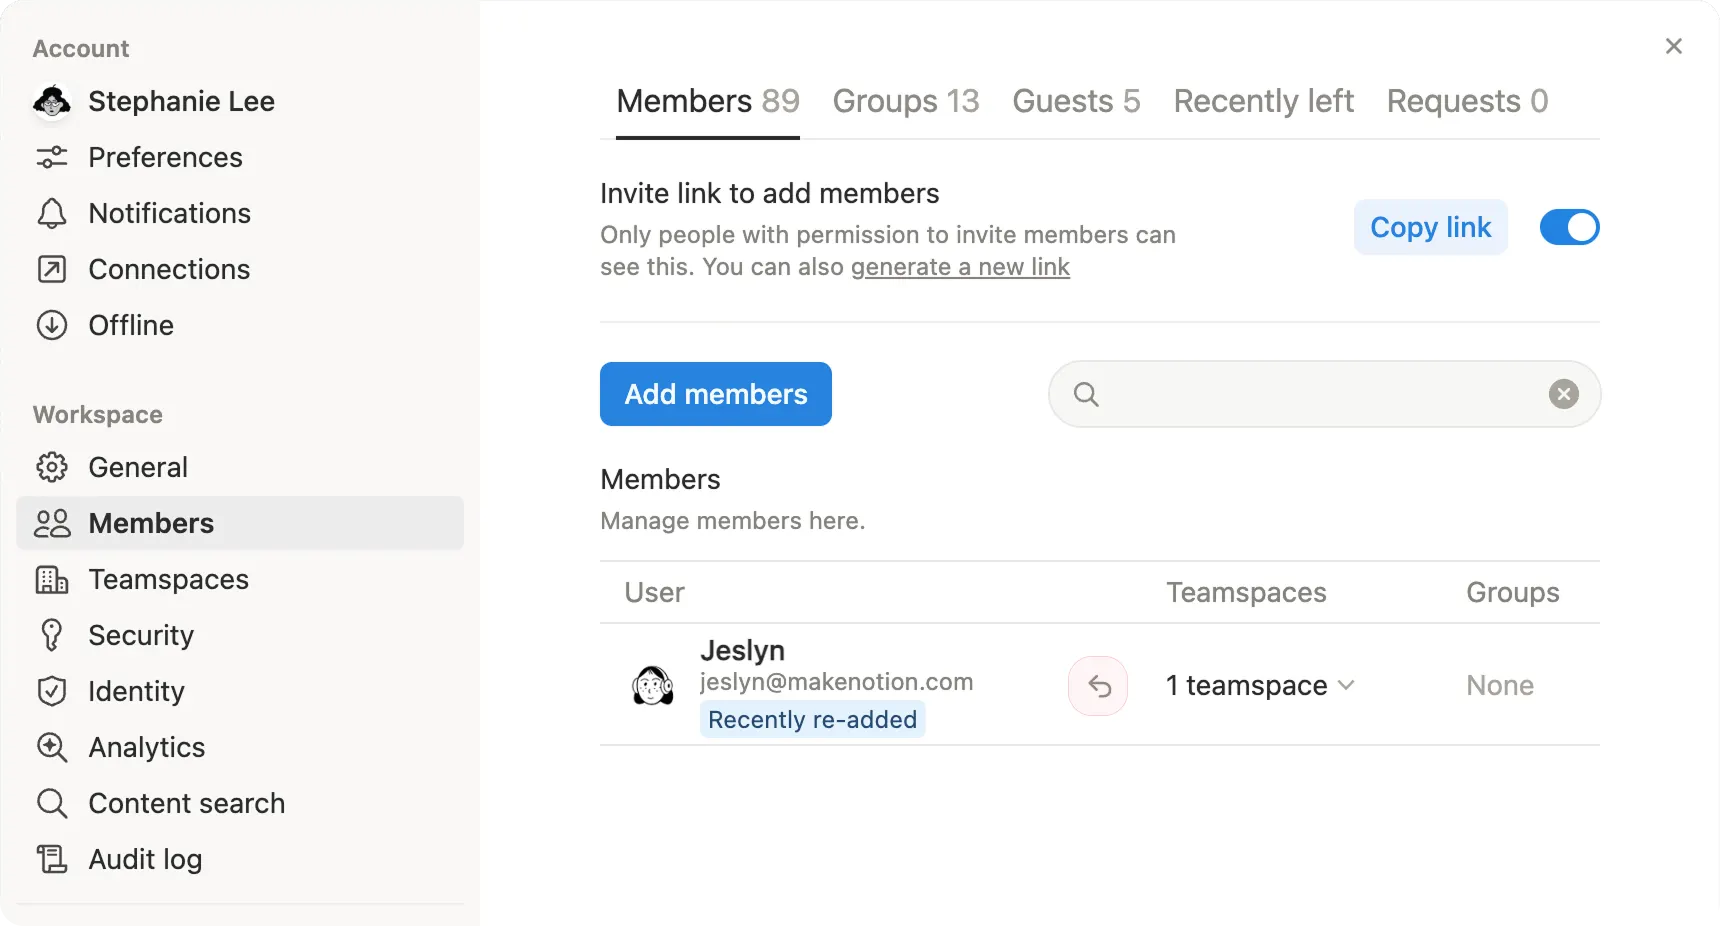 Account
Stephanie Lee
Preferences
Notifications
Connections
Offline
Workspace
General
Members
Teamspaces
Security
Identity
Analytics
Content search
Audit log
Members 89 Groups 13 Guests 5 Recently left Requests 0
Invite link to add members
Only people with permission to invite members can
see this. You can also generate a new link
Copy link
Add members
Members
Manage members here.
User Teamspaces Groups
Jeslyn
jeslyn@makenotion.com
Recently re-added
1 teamspace
None